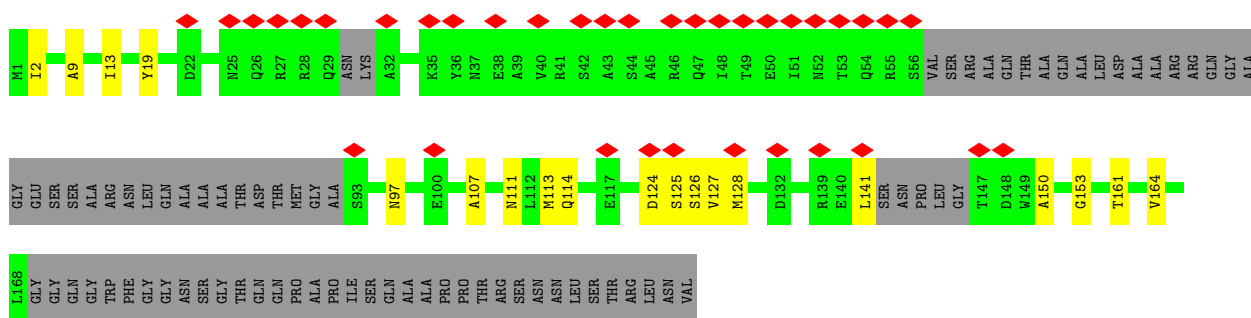 M1 I2 A9 I13 Y19 D22 N25 Q26 R27 R28 Q29 ASN LYS A32 K35 Y36 N37 E38 A39 V40 R41 S42 A43 S44 A45 R46 Q47 I48 T49 E50 I51 N52 T53 Q54 R55 S56 VAL SER ARG ALA GLN THR ALA GLN ALA LEU ASP ALA ALA ALA ARG ARG GLN GLY ALA
GLY GLU SER SER ALA ARG ASN LEU GLN ALA ALA ALA THR ASP THR MET GLY ALA S93 N97 E100 A107 N111 L112 M113 Q114 E117 D124 S125 S126 V127 M128 D132 R139 E140 L141 SER ASN PRO LEU GLY T147 D148 W149 A150 G153 T161 V164
L168 GLY GLY GLN GLY TRP PHE GLY GLY ASN SER GLY THR GLN GLN PRO ALA PRO ILE SER GLN ALA ALA PRO PRO THR ARG SER ASN ASN LEU SER THR ARG LEU ASN VAL